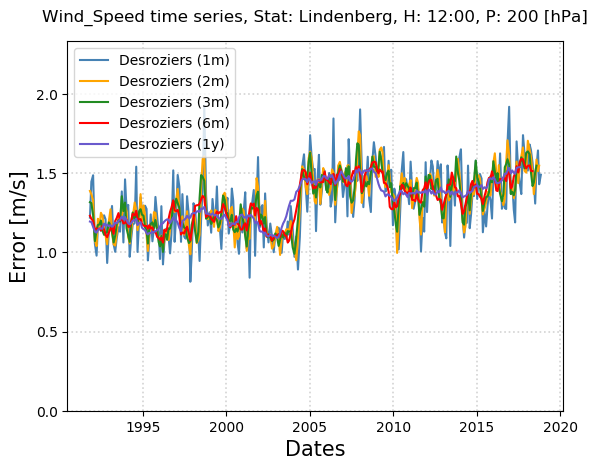 Wind_Speed time series, Stat: Lindenberg, H: 12:00, P: 200 [hPa]
Desroziers (1m)
Desroziers (2m)
Desroziers (3m)
Desroziers (6m)
Desroziers (1y)
Error [m/s]
2.0
1.5
1.0
0.5
0.0
1995 2000 2005 2010 2015 2020
Dates